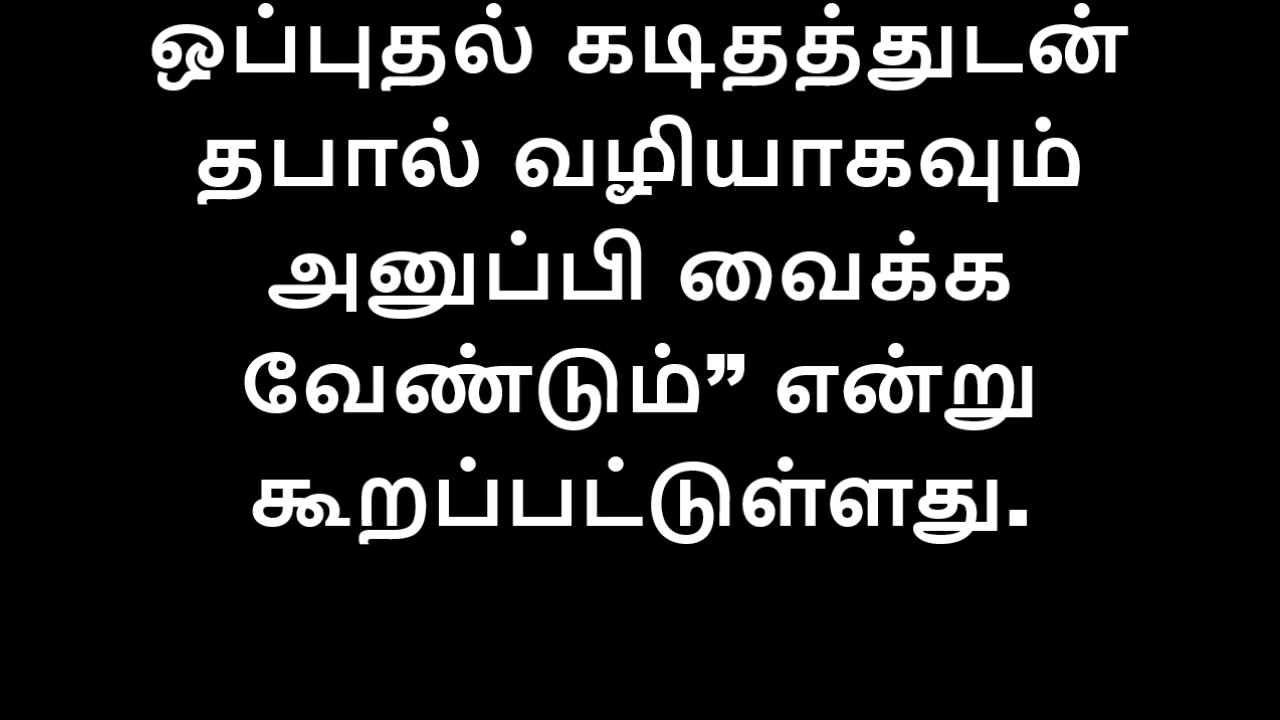 ஒப்புதல் கடிதத்துடன்
தபால் வழியாகவும்
அனுப்பி வைக்க
வேண்டும்” என்று
கூறப்பட்டுள்ளது.